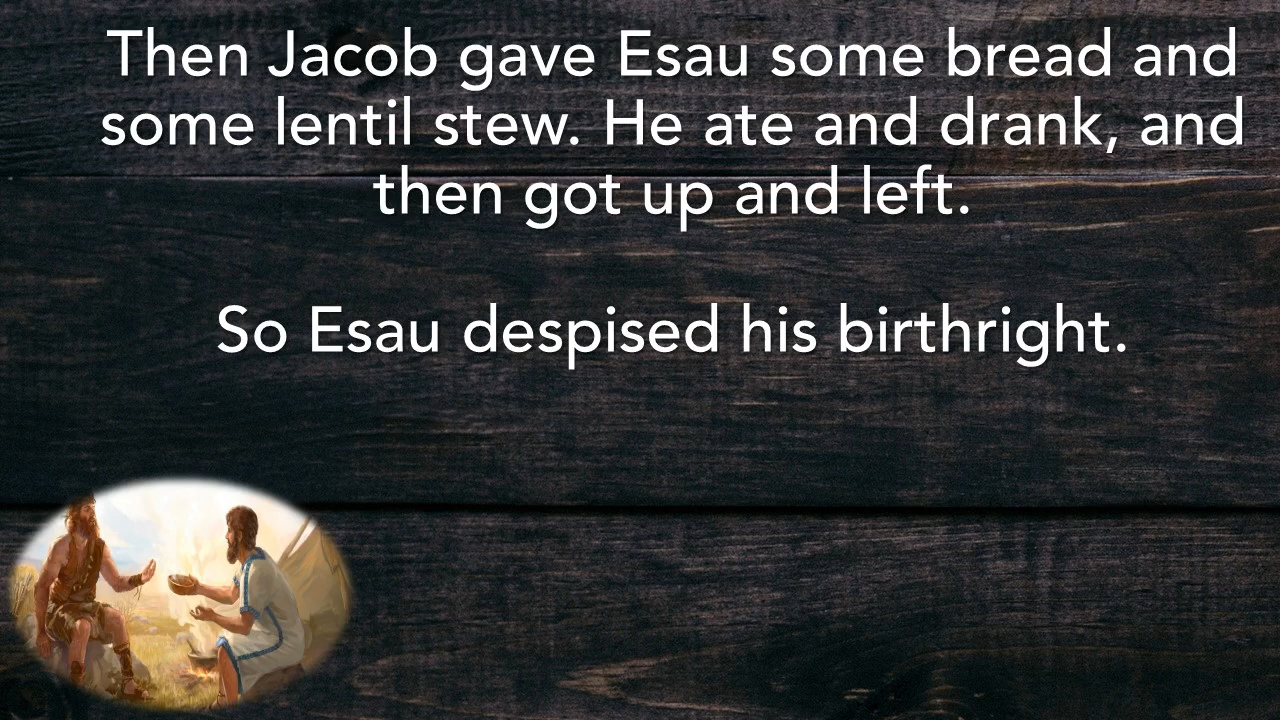 Then Jacob gave Esau some bread and
some lentil stew. He ate and drank, and
then got up and left.
So Esau despised his birthright.